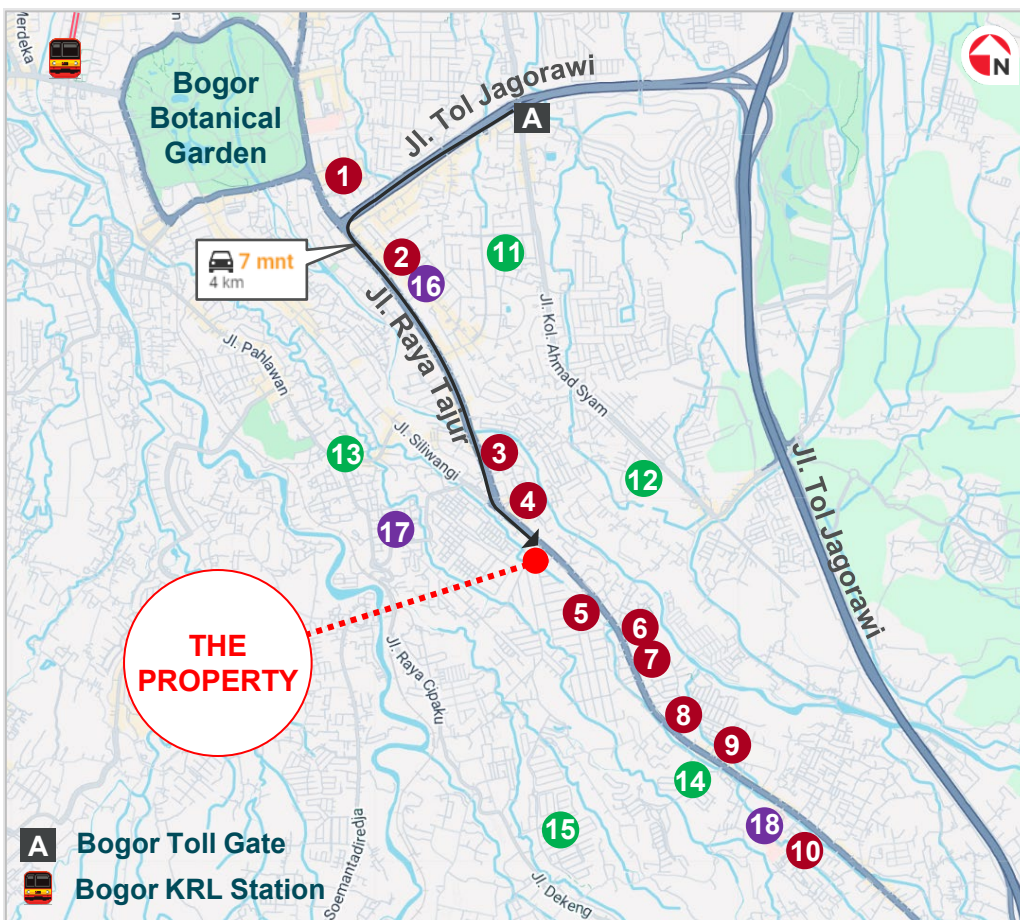 Merdeka
N
Bogor
Botanical
Garden
Jl. Tol Jagorawi
A
1
7 mnt
4 km
2
16
11
Jl. Raya Tajur
Jl. Kol. Ahmad Syam
Jl. Pahlawan
Jl. Siliwangi
3
13
12
4
17
Jl. Tol Jagorawi
THE
PROPERTY
5
6
7
Jl. Raya Cipaku
8
9
14
15
18
10
Soemantadiredja
Jl. Dekeng
A Bogor Toll Gate
Bogor KRL Station